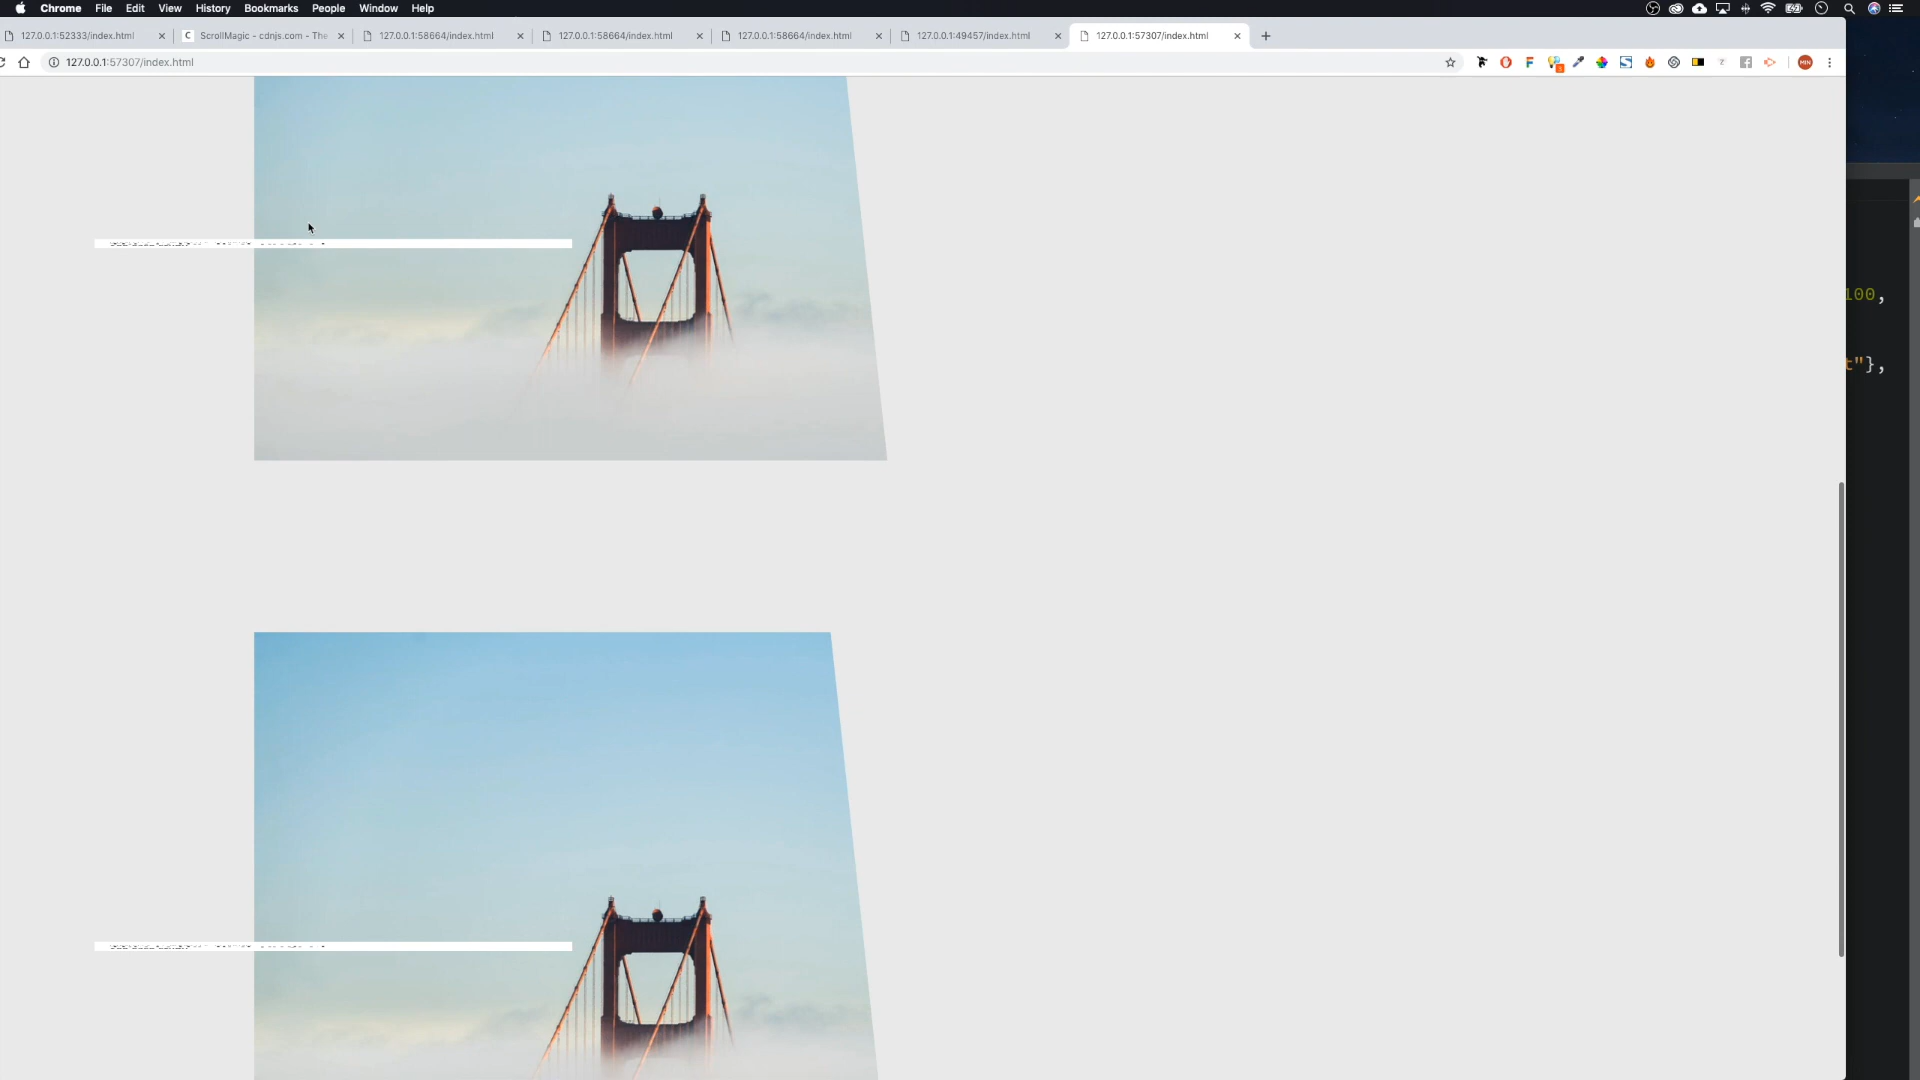 Chrome File Edit View History Bookmarks People Window Help
127.0.0.1:52333/index.html
ScrollMagic - cdnjs.com - The
127.0.0.1:58664/index.html
127.0.0.1:58664/index.html
127.0.0.1:58664/index.html
127.0.0.1:49457/index.html
127.0.0.1:57307/index.html
127.0.0.1:57307/index.html
100,
t"},